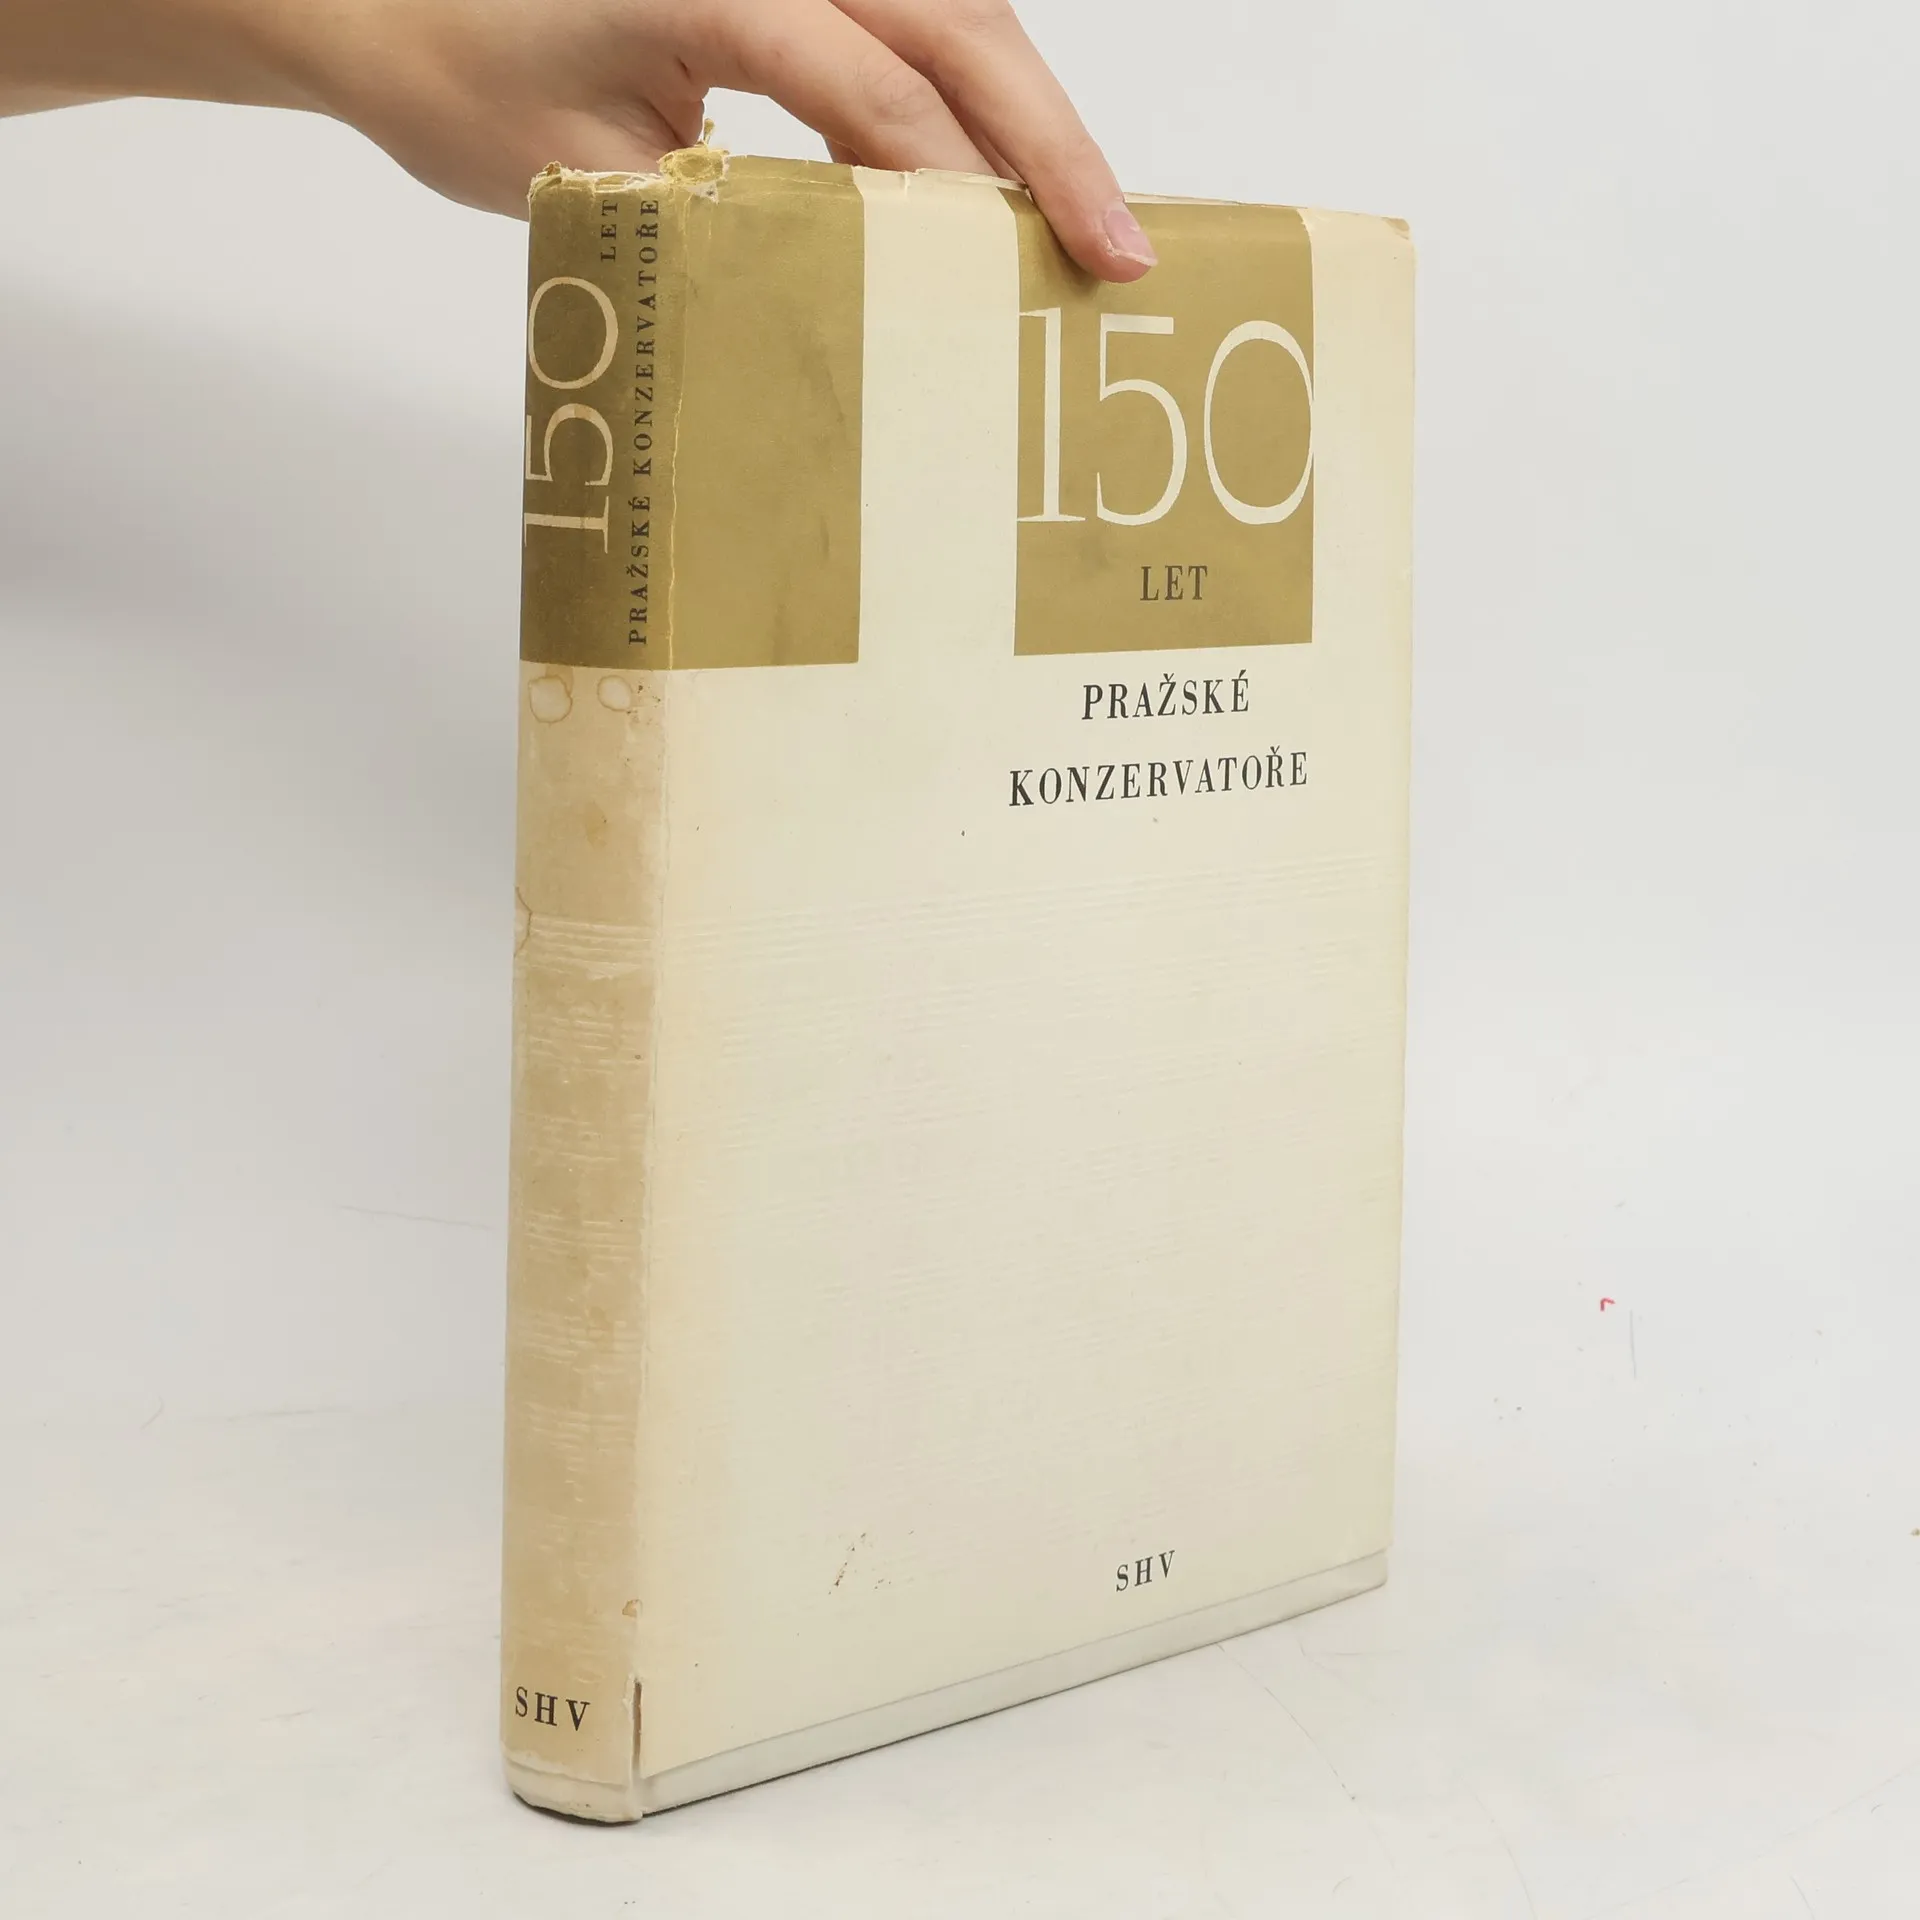 150
LET
PRAŽSKÉ KONZERVATOŘE
SHV
150
LET
PRAŽSKÉ
KONZERVATOŘE
SHV